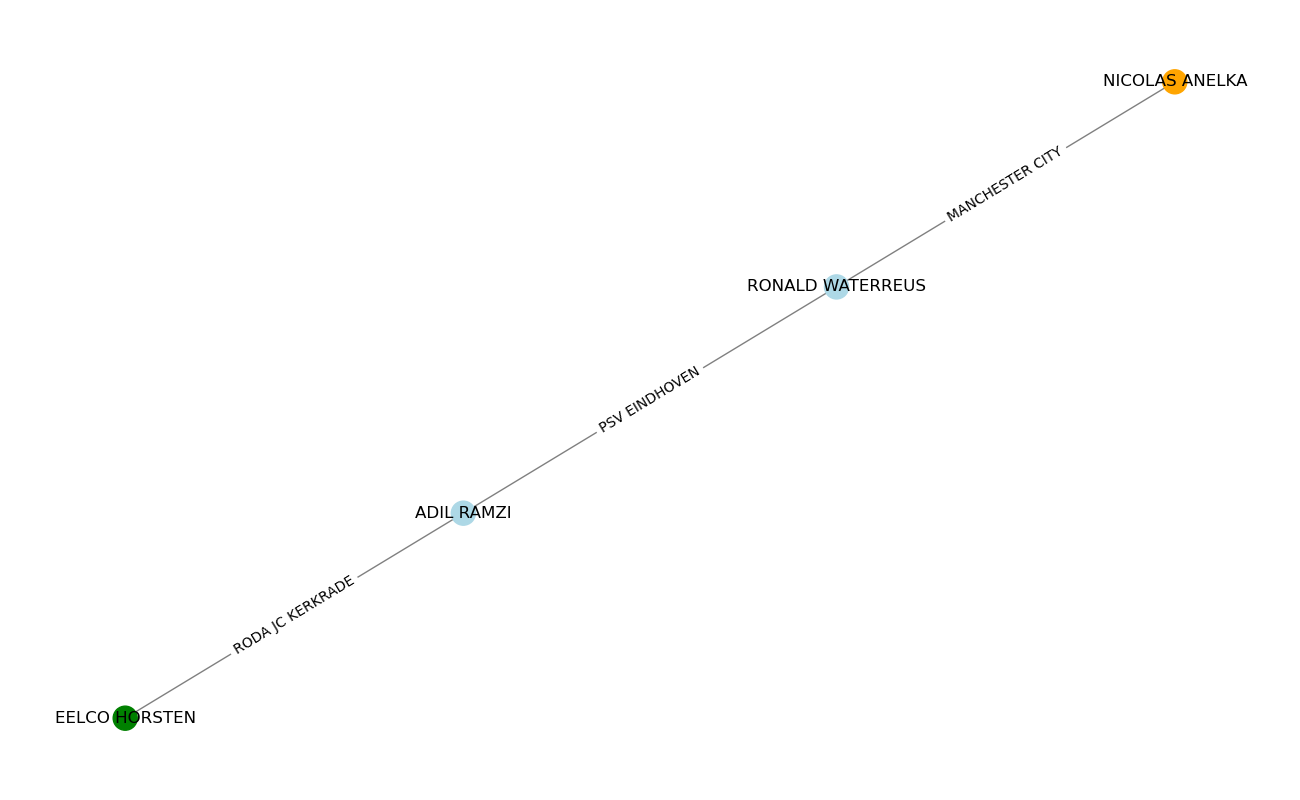 NICOLAS ANELKA
MANCHESTER CITY
RONALD WATERREUS
PSV EINDHOVEN
ADIL RAMZI
RODA JC KERKRADE
EELCO HORSTEN